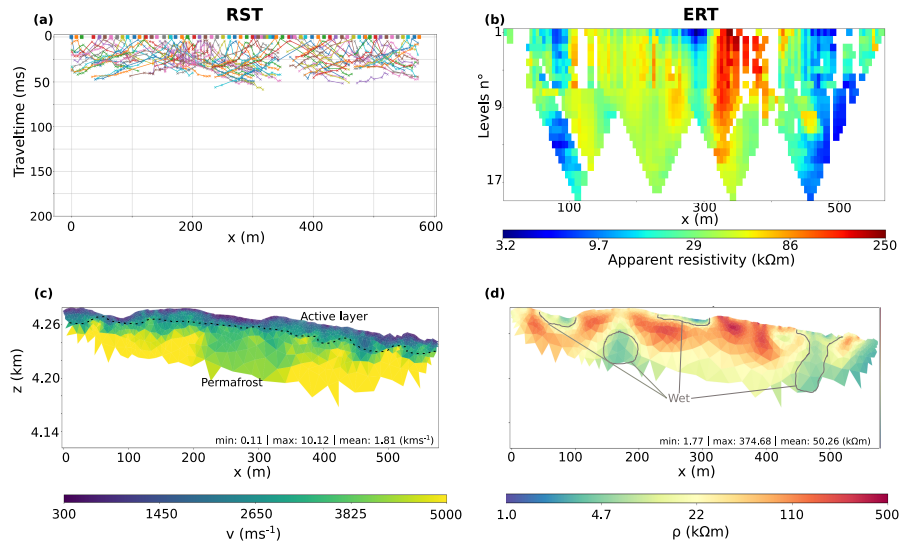 RST
ERT
(a)
(b)
0
50
100
150
200
Traveltime (ms)
0
100
200
300
400
500
600
x (m)
1
9
17
Levels n°
100
300
500
x (m)
3.2
9.7
29
86
250
Apparent resistivity (kΩm)
(c)
(d)
4.26
4.20
4.14
z (km)
Active layer
Permafrost
min: 0.11 | max: 10.12 | mean: 1.81 (kms⁻¹)
0
100
200
300
400
500
x (m)
300
1450
2650
3825
5000
v (ms⁻¹)
Wet
min: 1.77 | max: 374.68 | mean: 50.26 (kΩm)
0
100
200
300
400
500
x (m)
1.0
4.7
22
110
500
ρ (kΩm)